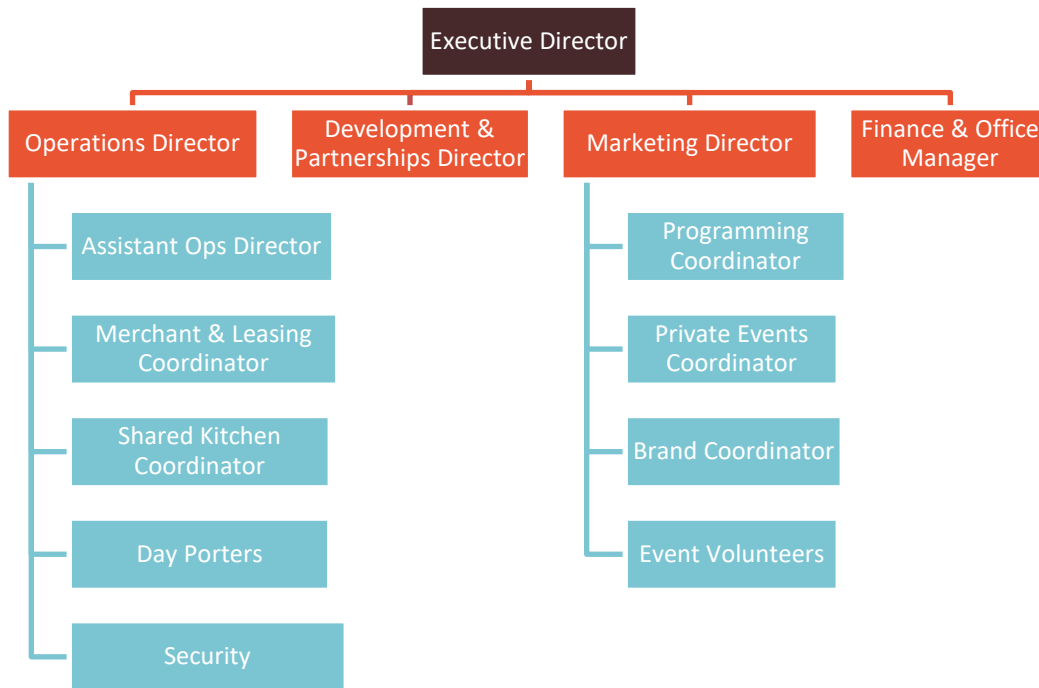 Executive Director
Operations Director
Development &
Partnerships Director
Marketing Director
Finance & Office
Manager
Assistant Ops Director
Merchant & Leasing
Coordinator
Shared Kitchen
Coordinator
Day Porters
Security
Programming
Coordinator
Private Events
Coordinator
Brand Coordinator
Event Volunteers